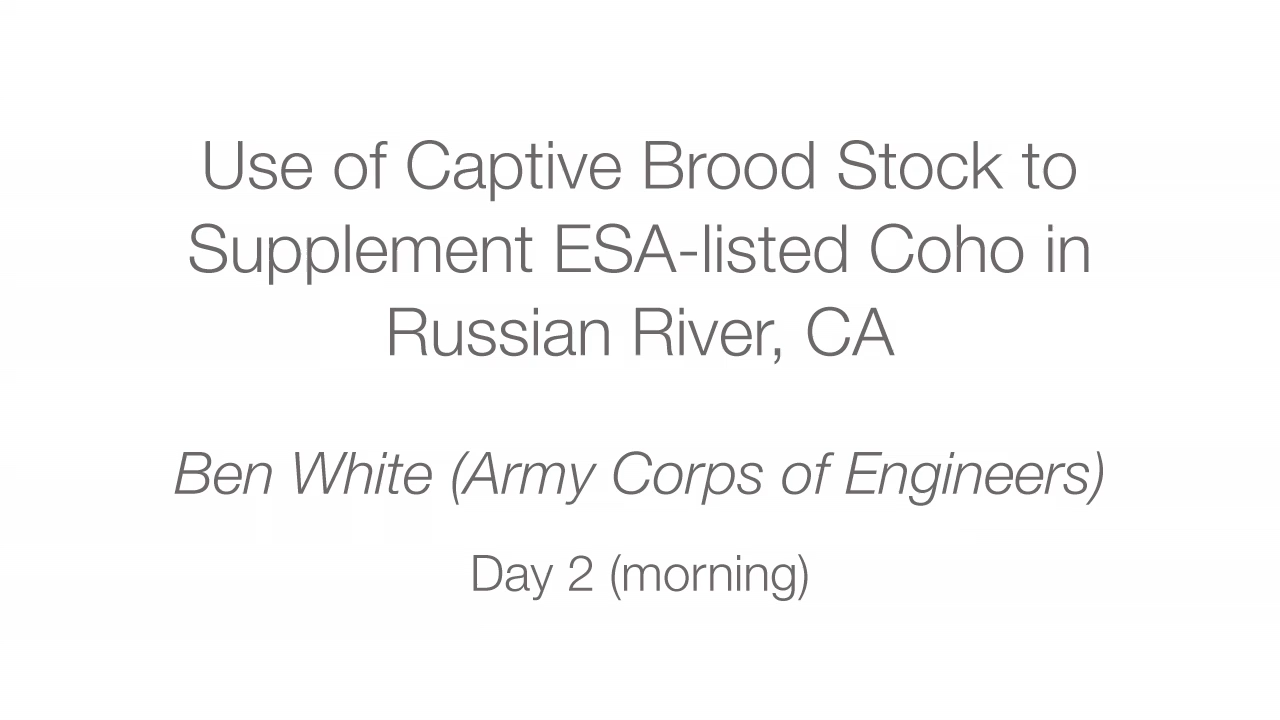 Use of Captive Brood Stock to
Supplement ESA-listed Coho in
Russian River, CA
Ben White (Army Corps of Engineers)
Day 2 (morning)